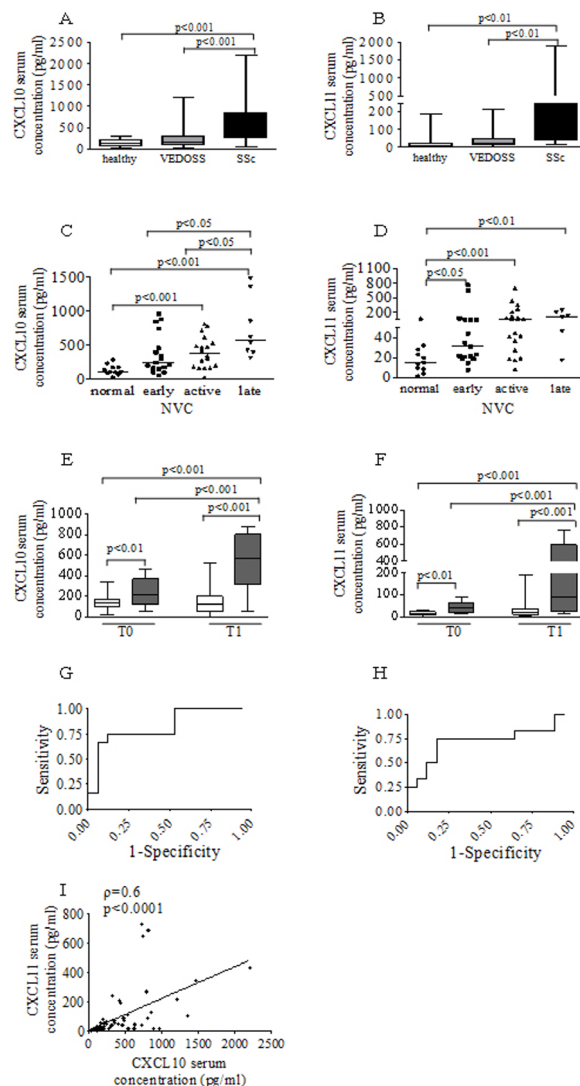 A
p<0.001
p<0.001
CXCL10 serum
concentration (pg/ml)
2500
2000
1500
1000
500
0
healthy VEDOSS SSc
B
p<0.01
p<0.01
CXCL11 serum
concentration (pg/ml)
2000
1500
1000
500
200
100
0
healthy VEDOSS SSc
C
p<0.05
p<0.05
p<0.001
p<0.001
CXCL10 serum
concentration (pg/ml)
1500
1000
500
0
normal early active late
NVC
D
p<0.01
p<0.001
p<0.05
CXCL11 serum
concentration (pg/ml)
1100
800
500
200
40
20
0
normal early active late
NVC
E
p<0.001
p<0.001
p<0.001
p<0.01
CXCL10 serum
concentration (pg/ml)
1000
800
600
400
200
0
T0 T1
F
p<0.001
p<0.001
p<0.001
p<0.01
CXCL11 serum
concentration (pg/ml)
1000
800
600
400
200
100
0
T0 T1
G
Sensitivity
1.00
0.75
0.50
0.25
0.00
0.00 0.25 0.50 0.75 1.00
1-Specificity
H
Sensitivity
1.00
0.75
0.50
0.25
0.00
0.00 0.25 0.50 0.75 1.00
1-Specificity
I
ρ=0.6
p<0.0001
CXCL11 serum
concentration (pg/ml)
800
600
400
200
0
0 500 1000 1500 2000 2500
CXCL10 serum
concentration (pg/ml)